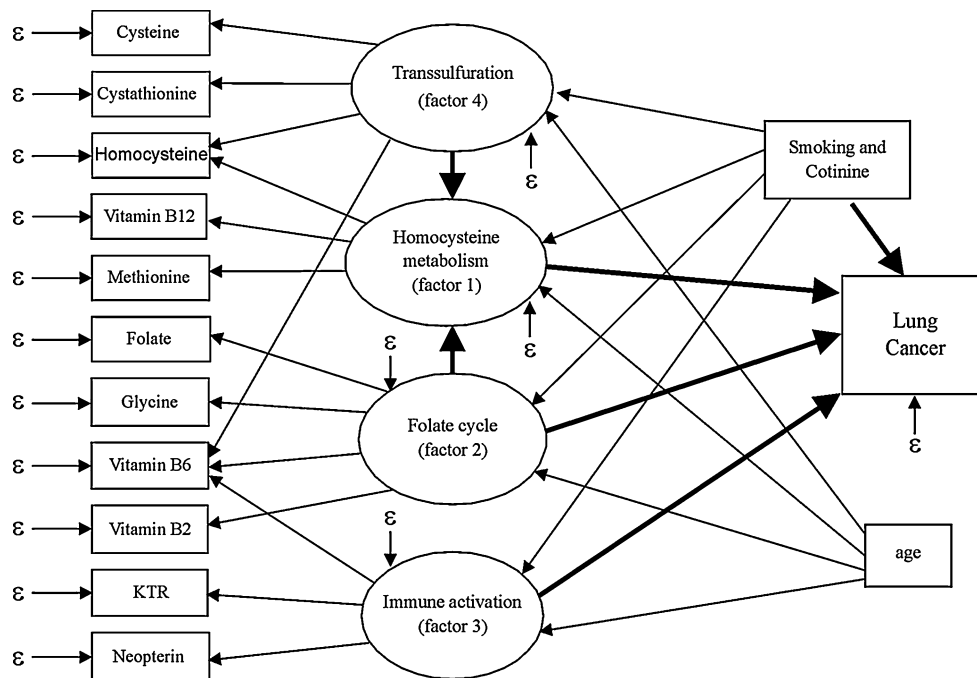 ε Cysteine
ε Cystathionine
ε Homocysteine
ε Vitamin B12
ε Methionine
ε Folate
ε Glycine
ε Vitamin B6
ε Vitamin B2
ε KTR
ε Neopterin
Transsulfuration
(factor 4)
ε
Homocysteine
metabolism
(factor 1)
ε
ε
Folate cycle
(factor 2)
ε
Immune activation
(factor 3)
Smoking and
Cotinine
Lung
Cancer
ε
age